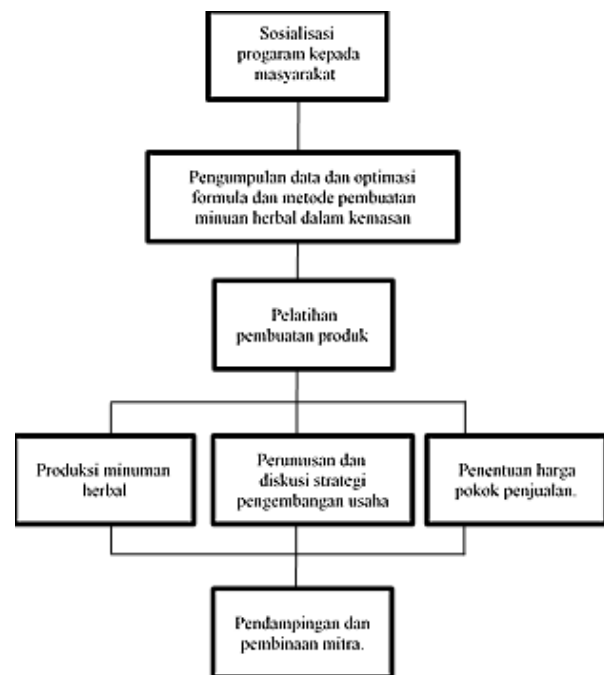 Sosialisasi
progaram kepada
masyarakat
Pengumpulan data dan optimasi
formula dan metode pembuatan
minuan herbal dalam kemasan
Pelatihan
pembuatan produk
Produksi minuman
herbal
Perumusan dan
diskusi strategi
pengembangan usaha
Penentuan harga
pokok penjualan.
Pendampingan dan
pembinaan mitra.